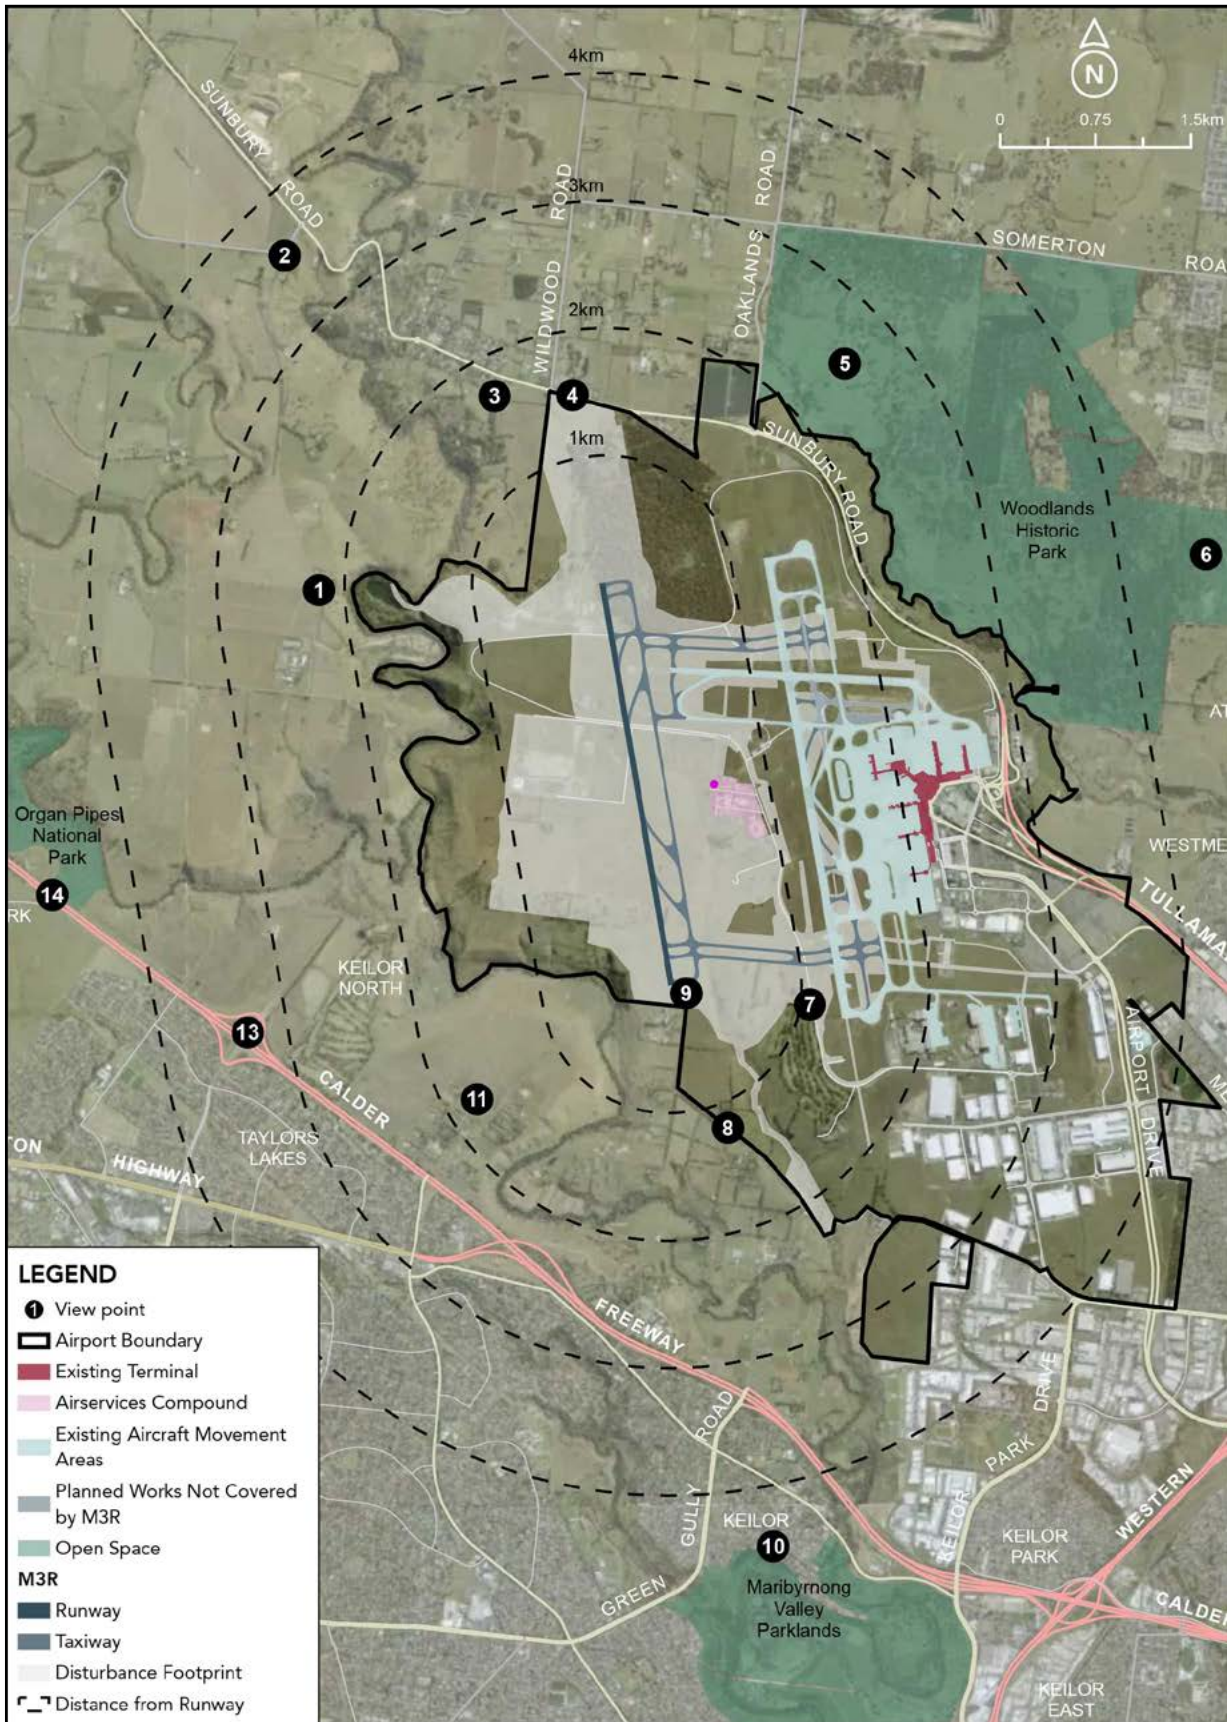 4km
N
0 0.75 1.5km
SUNBURY
ROAD
3km
ROAD
ROAD
2
SOMERTON
ROA
WILDWOOD
OAKLANDS
2km
5
3
4
1km
SUNBURY ROAD
Woodlands
Historic
Park
6
1
AT
Organ Pipes
National
Park
WESTME
14
RK
TULLAMA
KEILOR
NORTH
9
7
13
AIRPORT
DRIVE
ME
CALDER
11
8
TAYLORS
LAKES
TON
HIGHWAY
FREEWAY
ROAD
GULLY
GREEN
DRIVE
PARK
KEILOR
WESTERN
KEILOR
10
KEILOR
PARK
Maribyrnong
Valley
Parklands
CALDER
KEILOR
EAST
LEGEND
1 View point
Airport Boundary
Existing Terminal
Airservices Compound
Existing Aircraft Movement
Areas
Planned Works Not Covered
by M3R
Open Space
M3R
Runway
Taxiway
Disturbance Footprint
Distance from Runway